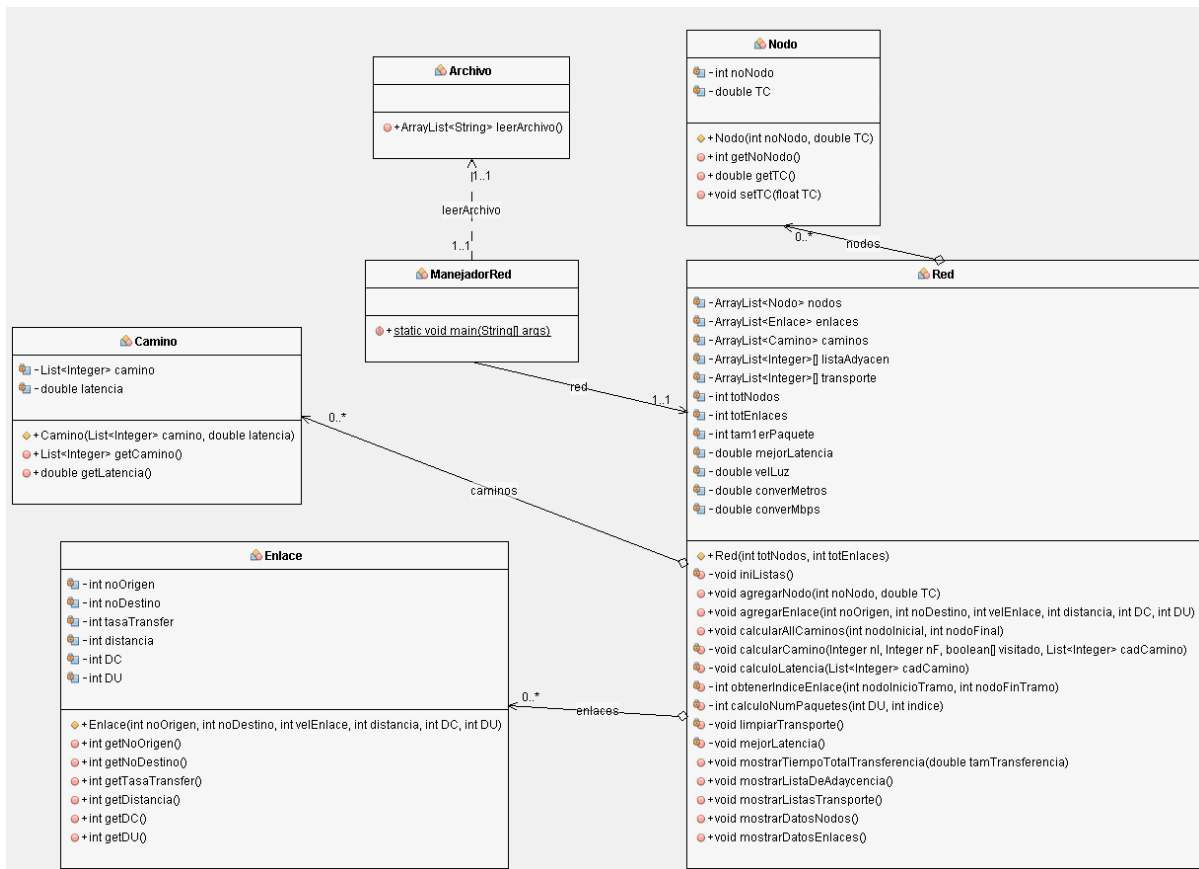 Archivo
+ArrayList<String> leerArchivo()
1..1
leerArchivo
1..1
ManejadorRed
+static void main(String[] args)
red
1..1
Nodo
-int noNodo
-double TC
+Nodo(int noNodo, double TC)
+int getNoNodo()
+double getTC()
+void setTC(float TC)
0..*
nodos
Red
-ArrayList<Nodo> nodos
-ArrayList<Enlace> enlaces
-ArrayList<Camino> caminos
-ArrayList<Integer>[] listaAdyacen
-ArrayList<Integer>[] transporte
-int totNodos
-int totEnlaces
-int tam1erPaquete
-double mejorLatencia
-double velLuz
-double converMetros
-double converMbps
+Red(int totNodos, int totEnlaces)
-void iniListas()
+void agregarNodo(int noNodo, double TC)
+void agregarEnlace(int noOrigen, int noDestino, int velEnlace, int distancia, int DC, int DU)
+void calcularAllCaminos(int nodoInicial, int nodoFinal)
-void calcularCamino(Integer nI, Integer nF, boolean[] visitado, List<Integer> cadCamino)
-void calculoLatencia(List<Integer> cadCamino)
-int obtenerIndiceEnlace(int nodoInicioTramo, int nodoFinTramo)
-int calculoNumPaquetes(int DU, int indice)
-void limpiarTransporte()
-void mejorLatencia()
+void mostrarTiempoTotalTransferencia(double tamTransferencia)
+void mostrarListaDeAdaycencia()
+void mostrarListasTransporte()
+void mostrarDatosNodos()
+void mostrarDatosEnlaces()
Camino
-List<Integer> camino
-double latencia
+Camino(List<Integer> camino, double latencia)
+List<Integer> getCamino()
+double getLatencia()
0..*
caminos
Enlace
-int noOrigen
-int noDestino
-int tasaTransfer
-int distancia
-int DC
-int DU
+Enlace(int noOrigen, int noDestino, int velEnlace, int distancia, int DC, int DU)
+int getNoOrigen()
+int getNoDestino()
+int getTasaTransfer()
+int getDistancia()
+int getDC()
+int getDU()
0..*
enlaces